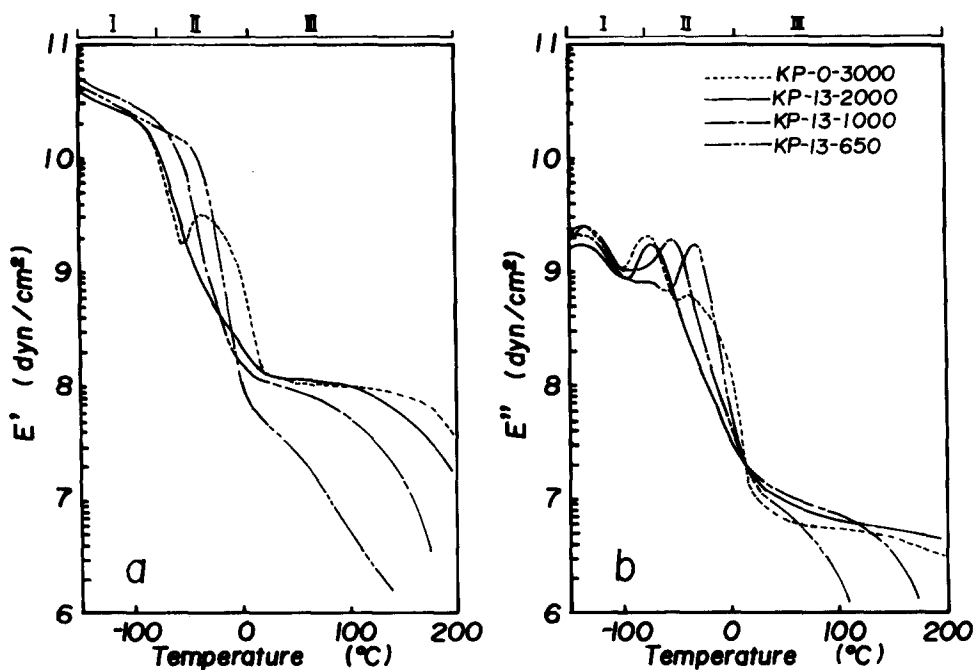 I II III
11
10
9
8
7
6
E' (dyn/cm²)
a
-100 0 100 200
Temperature (°C)
I II III
KP-0-3000
KP-13-2000
KP-13-1000
KP-13-650
11
10
9
8
7
6
E" (dyn/cm²)
b
-100 0 100 200
Temperature (°C)